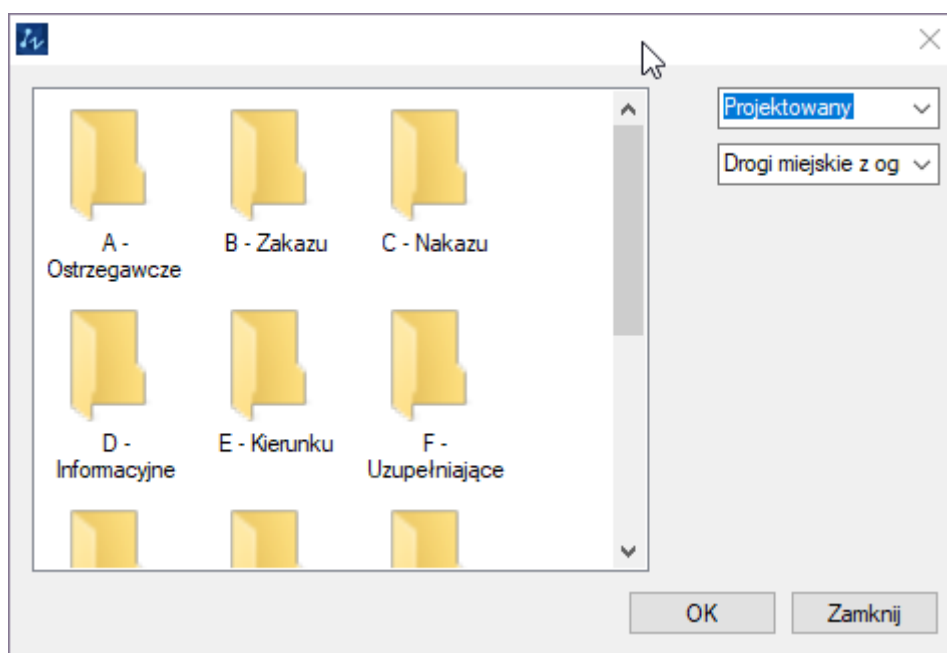 Projektowany
Drogi miejskie z og
A -
Ostrzegawcze
B - Zakazu
C - Nakazu
D -
Informacyjne
E - Kierunku
F -
Uzupełniające
OK
Zamknij